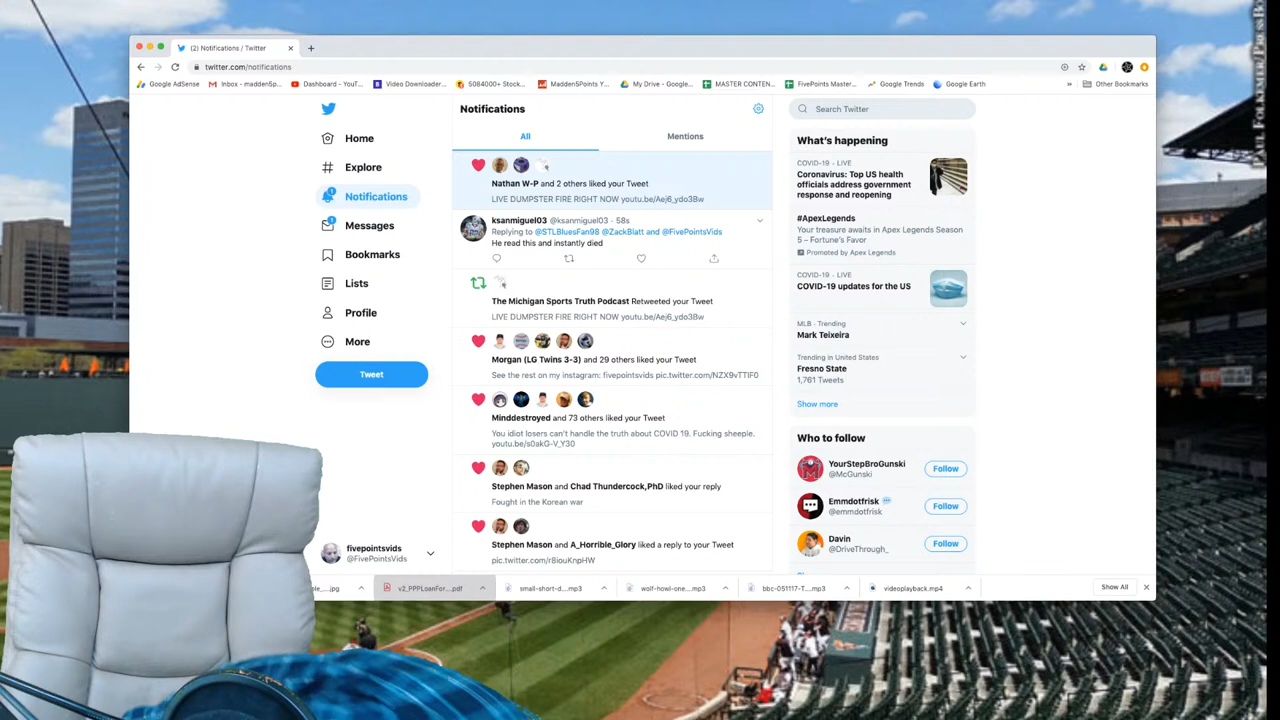 (2) Notifications / Twitter
twitter.com/notifications
Google AdSense
Inbox - madden5p...
Dashboard - YouT...
Video Downloader...
5084000+ Stock...
Madden5Points Y...
My Drive - Google...
MASTER CONTEN...
FivePoints Master...
Google Trends
Google Earth
Other Bookmarks
Home
Explore
1
Notifications
1
Messages
Bookmarks
Lists
Profile
More
Tweet
fivepointsvids
@FivePointsVids
Notifications
All
Mentions
Nathan W-P and 2 others liked your Tweet
LIVE DUMPSTER FIRE RIGHT NOW youtu.be/Aej6_ydo3Bw
ksanmiguel03 @ksanmiguel03 · 58s
Replying to @STLBluesFan98 @ZackBlatt and @FivePointsVids
He read this and instantly died
The Michigan Sports Truth Podcast Retweeted your Tweet
LIVE DUMPSTER FIRE RIGHT NOW youtu.be/Aej6_ydo3Bw
Morgan (LG Twins 3-3) and 29 others liked your Tweet
See the rest on my instagram: fivepointsvids pic.twitter.com/NZX9vTTIF0
Minddestroyed and 73 others liked your Tweet
You idiot losers can't handle the truth about COVID 19. Fucking sheeple.
youtu.be/s0akG-V_Y30
Stephen Mason and Chad Thundercock,PhD liked your reply
Fought in the Korean war
Stephen Mason and A_Horrible_Glory liked a reply to your Tweet
pic.twitter.com/r8iouKnpHW
Search Twitter
What's happening
COVID-19 · LIVE
Coronavirus: Top US health
officials address government
response and reopening
#ApexLegends
Your treasure awaits in Apex Legends Season
5 – Fortune's Favor
Promoted by Apex Legends
COVID-19 · LIVE
COVID-19 updates for the US
MLB · Trending
Mark Teixeira
Trending in United States
Fresno State
1,761 Tweets
Show more
Who to follow
YourStepBroGunski
@McGunski
Follow
Emmdotfrisk
@emmdotfrisk
Follow
Davin
@DriveThrough_
Follow
ele_...jpg
v2_PPPLoanFor....pdf
small-short-d....mp3
wolf-howl-one....mp3
bbc-051117-T....mp3
videoplayback.mp4
Show All